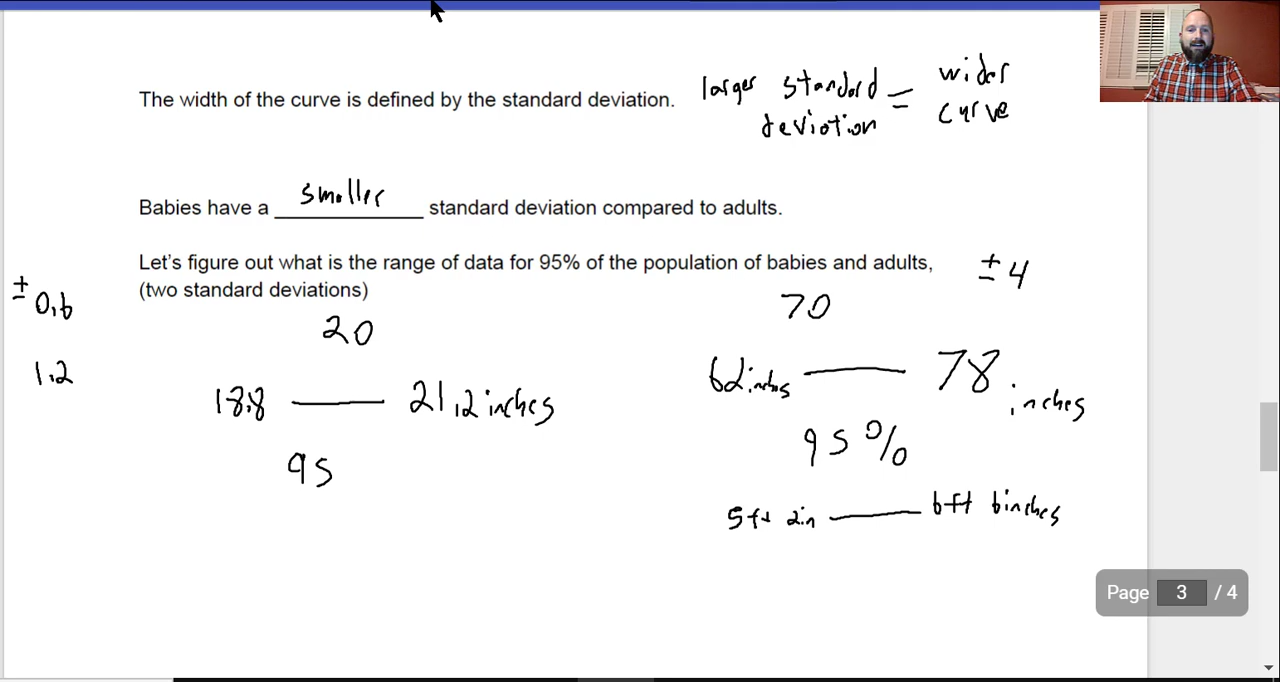 The width of the curve is defined by the standard deviation.
larger standard deviation = wider curve
Babies have a smaller standard deviation compared to adults.
Let's figure out what is the range of data for 95% of the population of babies and adults,
(two standard deviations)
± 4
± 0.6
1.2
20
18.8 — 21.2 inches
95
70
62 inches — 78 inches
95%
5ft 2in — 6ft 6inches
Page 3 / 4